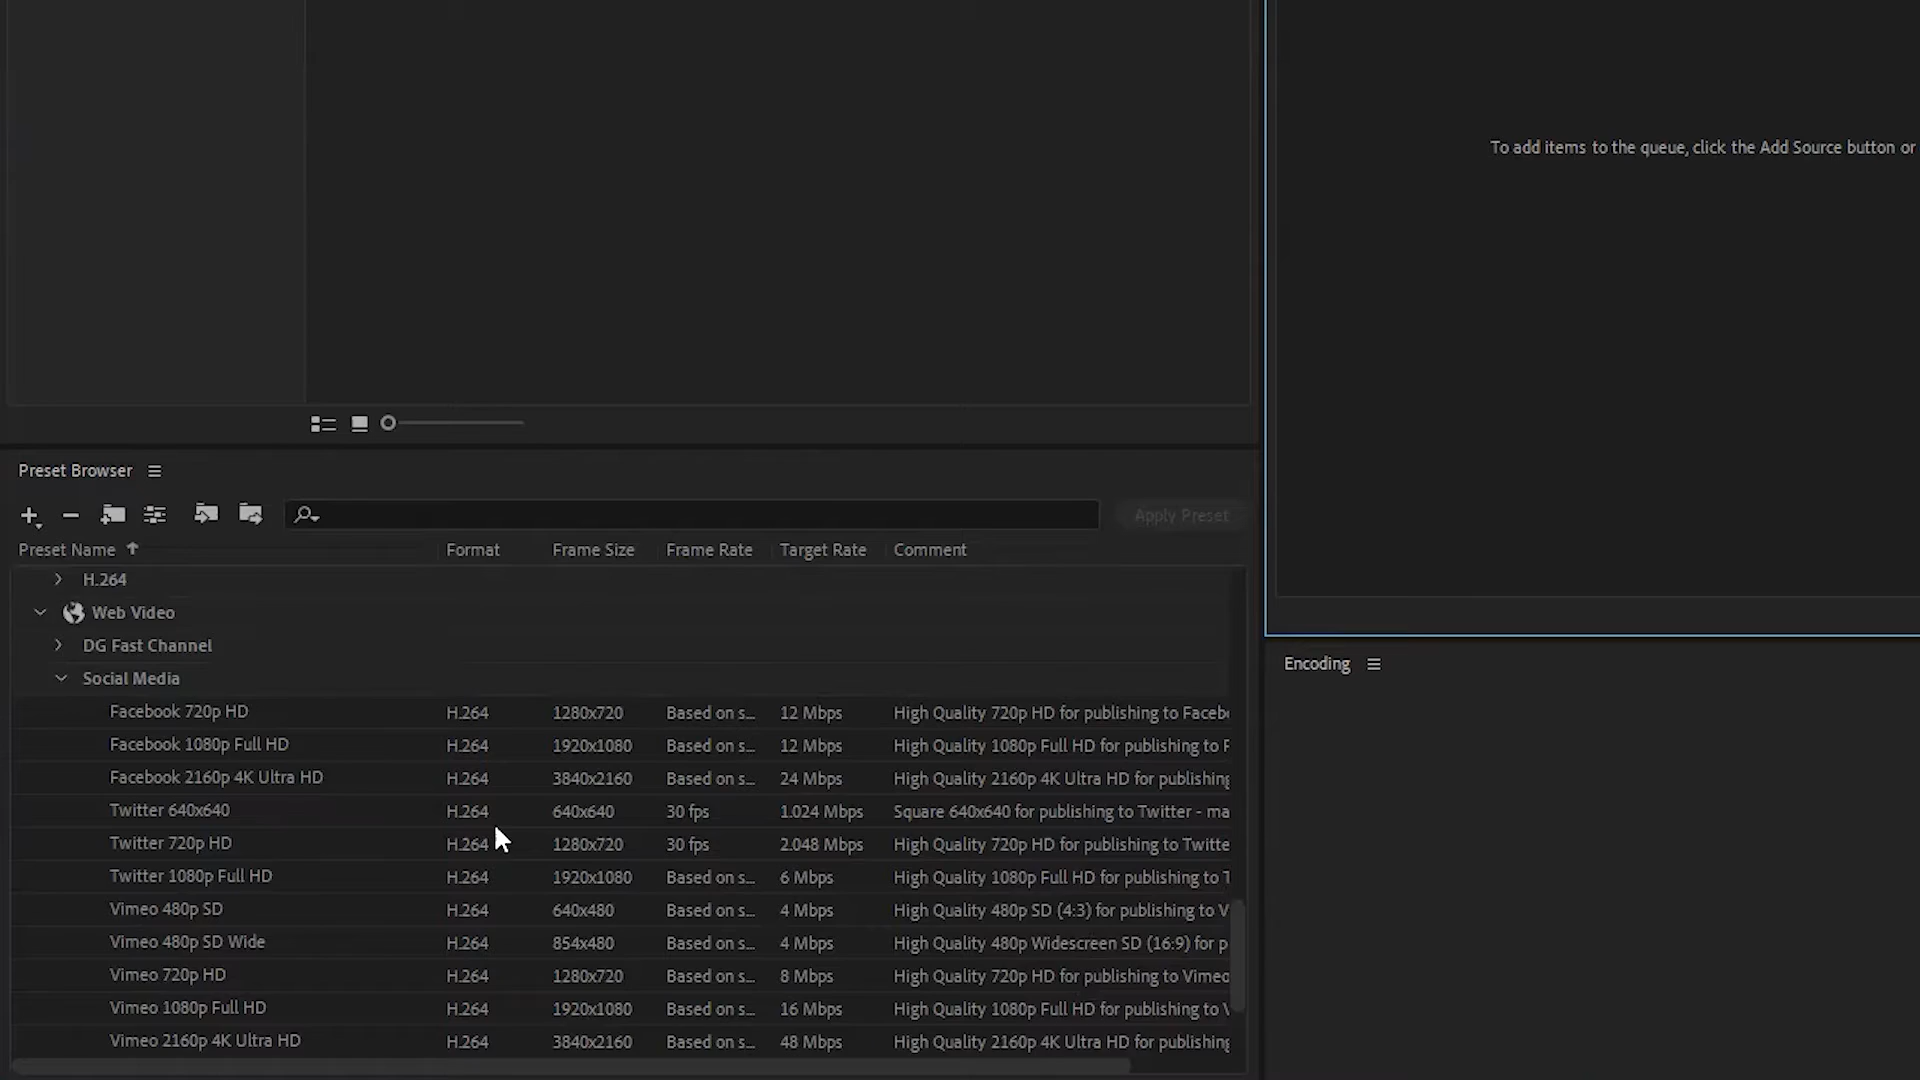 To add items to the queue, click the Add Source button or
Preset Browser
Apply Preset
Preset Name Format Frame Size Frame Rate Target Rate Comment
H.264
Web Video
DG Fast Channel
Social Media
Facebook 720p HD H.264 1280x720 Based on s... 12 Mbps High Quality 720p HD for publishing to Faceb
Facebook 1080p Full HD H.264 1920x1080 Based on s... 12 Mbps High Quality 1080p Full HD for publishing to F
Facebook 2160p 4K Ultra HD H.264 3840x2160 Based on s... 24 Mbps High Quality 2160p 4K Ultra HD for publishing
Twitter 640x640 H.264 640x640 30 fps 1.024 Mbps Square 640x640 for publishing to Twitter - ma
Twitter 720p HD H.264 1280x720 30 fps 2.048 Mbps High Quality 720p HD for publishing to Twitte
Twitter 1080p Full HD H.264 1920x1080 Based on s... 6 Mbps High Quality 1080p Full HD for publishing to T
Vimeo 480p SD H.264 640x480 Based on s... 4 Mbps High Quality 480p SD (4:3) for publishing to V
Vimeo 480p SD Wide H.264 854x480 Based on s... 4 Mbps High Quality 480p Widescreen SD (16:9) for p
Vimeo 720p HD H.264 1280x720 Based on s... 8 Mbps High Quality 720p HD for publishing to Vimeo
Vimeo 1080p Full HD H.264 1920x1080 Based on s... 16 Mbps High Quality 1080p Full HD for publishing to V
Vimeo 2160p 4K Ultra HD H.264 3840x2160 Based on s... 48 Mbps High Quality 2160p 4K Ultra HD for publishing
Encoding